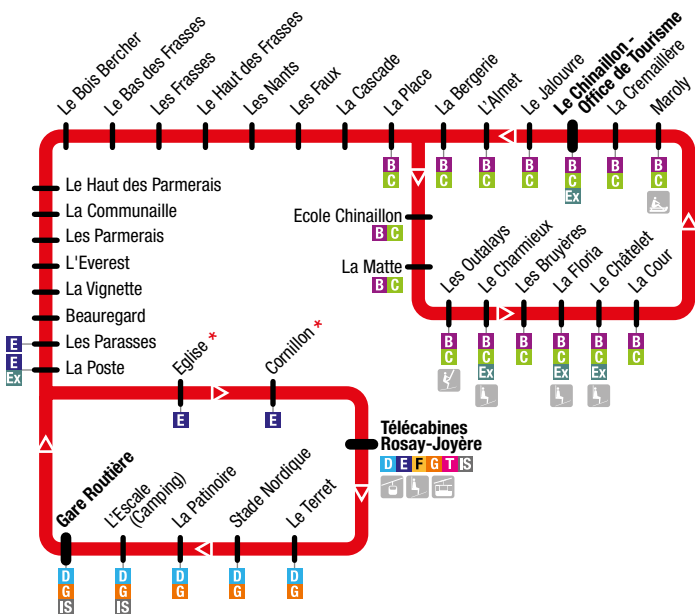 Le Bois Bercher
Le Bas des Frasses
Les Frasses
Le Haut des Frasses
Les Nants
Les Faux
La Cascade
La Place
B
C
La Bergerie
B
C
L'Almet
B
C
Le Jalouvre
B
C
Le Chinaillon -
Office de Tourisme
B
C
Ex
La Cremaillère
B
C
Maroly
B
C
Le Haut des Parmerais
La Communaille
Les Parmerais
L'Everest
La Vignette
Beauregard
E Les Parasses
E La Poste
Ex
Ecole Chinaillon
B C
La Matte
B C
Les Outalays
B
C
Le Charmieux
B
C
Ex
Les Bruyères
B
C
La Floria
B
C
Ex
Le Châtelet
B
C
Ex
La Cour
B
C
Eglise *
E
Cornillon *
E
Télécabines
Rosay-Joyère
D E F G T IS
Gare Routière
D
G
IS
L'Escale
(Camping)
D
G
IS
La Patinoire
D
G
Stade Nordique
D
G
Le Terret
D
G